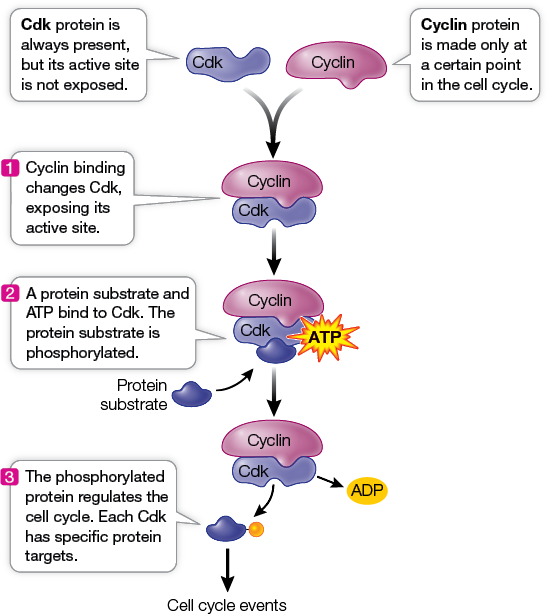 Cdk protein is
always present,
but its active site
is not exposed.
Cdk
Cyclin
Cyclin protein
is made only at
a certain point
in the cell cycle.
1 Cyclin binding
changes Cdk,
exposing its
active site.
Cyclin
Cdk
2 A protein substrate and
ATP bind to Cdk. The
protein substrate is
phosphorylated.
Cyclin
Cdk
ATP
Protein
substrate
Cyclin
Cdk
ADP
3 The phosphorylated
protein regulates the
cell cycle. Each Cdk
has specific protein
targets.
Cell cycle events